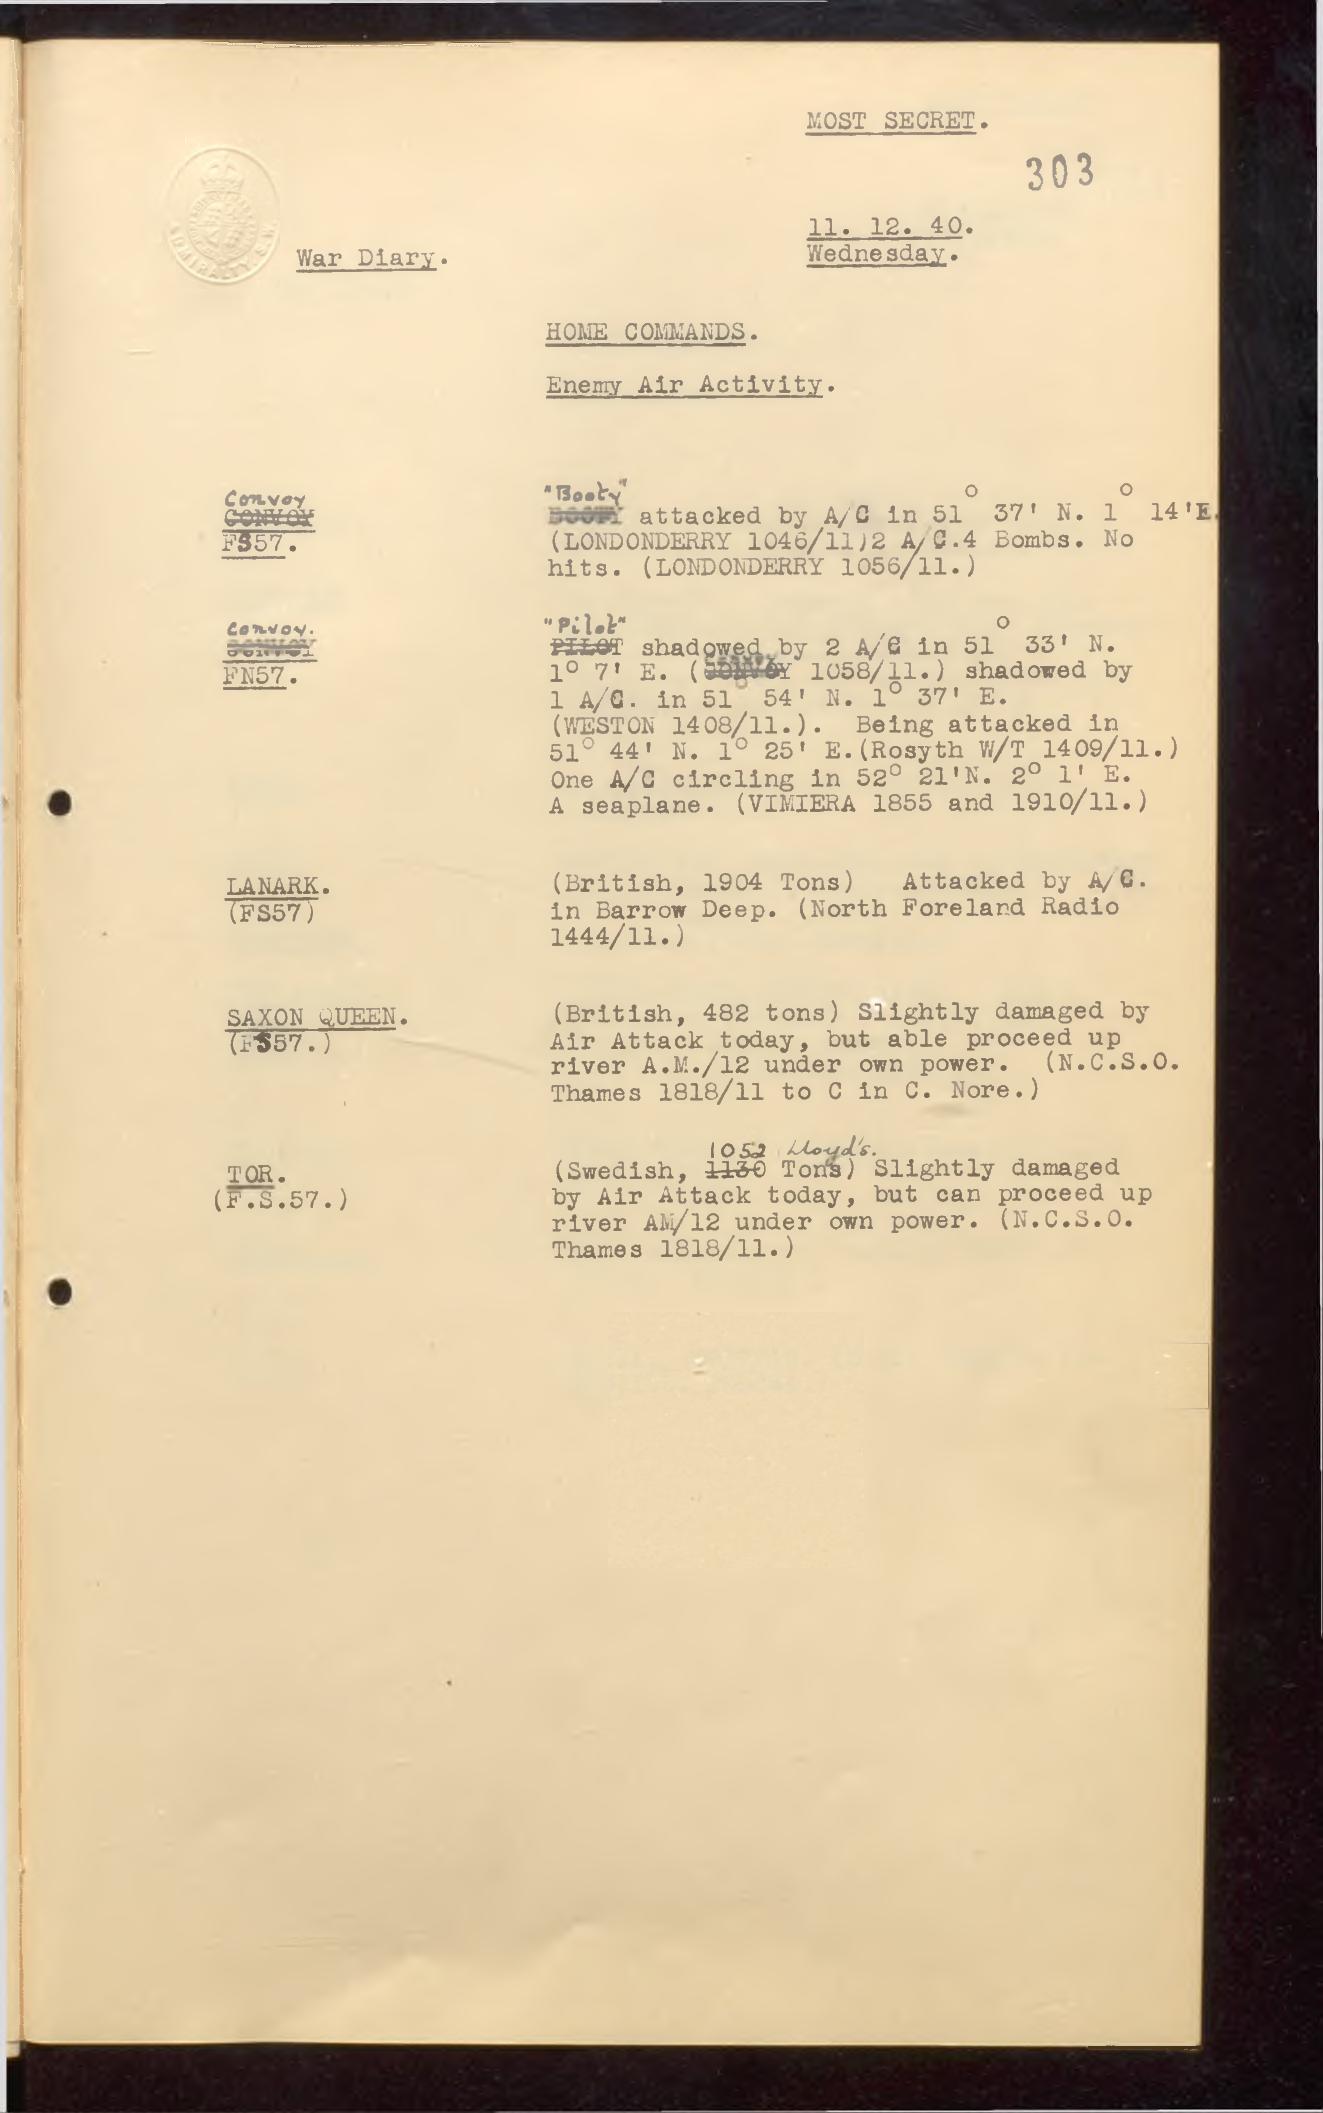 MOST SECRET.
303
ADMIRALTY. S.W.
11. 12. 40.
Wednesday.
War Diary.
HOME COMMANDS.
Enemy Air Activity.
Convoy
CONVOY
FS57.
"Booty"
BOOTY attacked by A/C in 51° 37' N. 1° 14'E.
(LONDONDERRY 1046/11)2 A/C.4 Bombs. No
hits. (LONDONDERRY 1056/11.)
Convoy.
CONVOY
FN57.
"Pilot"
PILOT shadowed by 2 A/C in 51° 33' N.
1° 7' E. (CONVOY 1058/11.) shadowed by
1 A/C. in 51° 54' N. 1° 37' E.
(WESTON 1408/11.). Being attacked in
51° 44' N. 1° 25' E.(Rosyth W/T 1409/11.)
One A/C circling in 52° 21'N. 2° 1' E.
A seaplane. (VIMIERA 1855 and 1910/11.)
LANARK.
(FS57)
(British, 1904 Tons) Attacked by A/C.
in Barrow Deep. (North Foreland Radio
1444/11.)
SAXON QUEEN.
(FS57.)
(British, 482 tons) Slightly damaged by
Air Attack today, but able proceed up
river A.M./12 under own power. (N.C.S.O.
Thames 1818/11 to C in C. Nore.)
TOR.
(F.S.57.)
1052 Lloyd's.
(Swedish, 1130 Tons) Slightly damaged
by Air Attack today, but can proceed up
river AM/12 under own power. (N.C.S.O.
Thames 1818/11.)